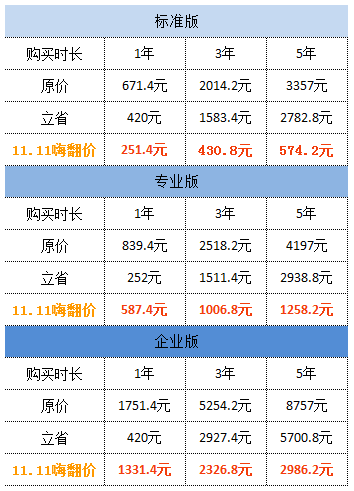 标准版
购买时长 1年 3年 5年
原价 671.4元 2014.2元 3357元
立省 420元 1583.4元 2782.8元
11.11嗨翻价 251.4元 430.8元 574.2元
专业版
购买时长 1年 3年 5年
原价 839.4元 2518.2元 4197元
立省 252元 1511.4元 2938.8元
11.11嗨翻价 587.4元 1006.8元 1258.2元
企业版
购买时长 1年 3年 5年
原价 1751.4元 5254.2元 8757元
立省 420元 2927.4元 5700.8元
11.11嗨翻价 1331.4元 2326.8元 2986.2元